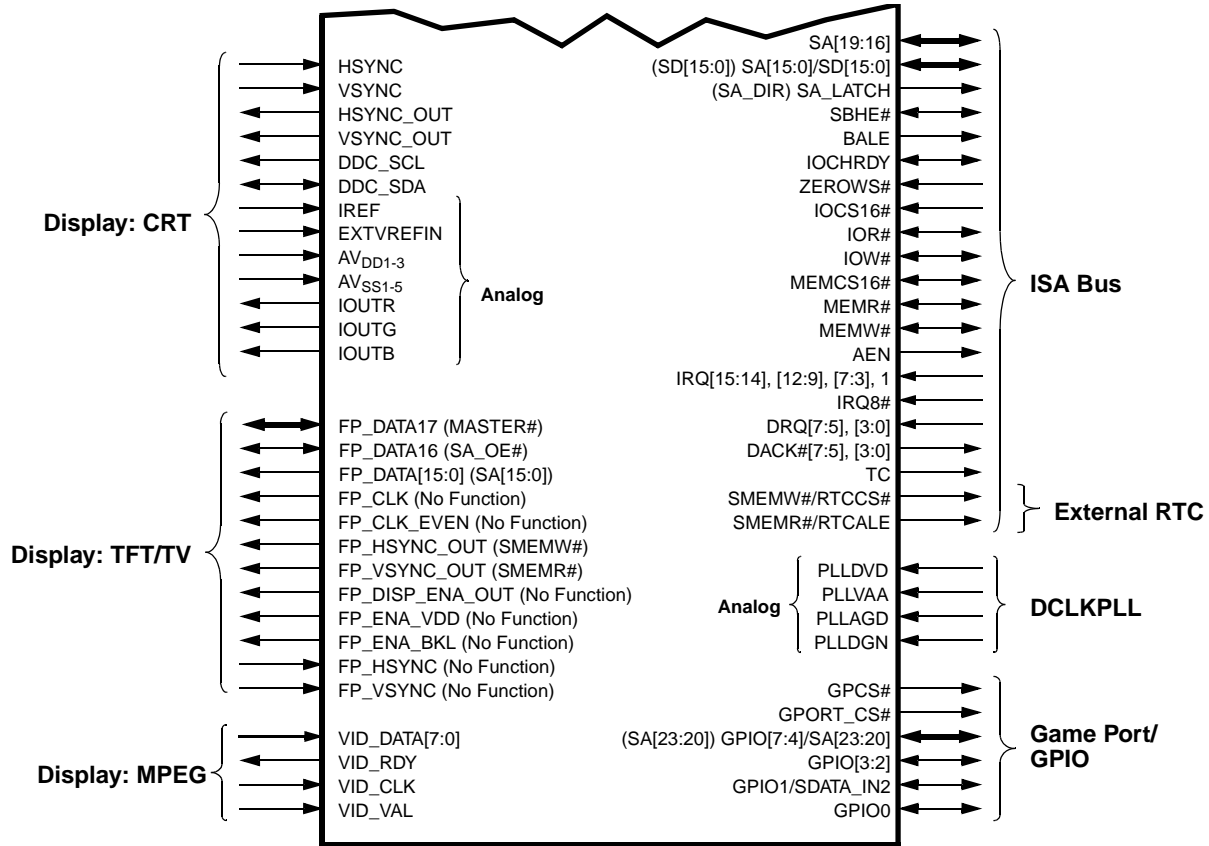 Display: CRT
HSYNC
VSYNC
HSYNC_OUT
VSYNC_OUT
DDC_SCL
DDC_SDA
IREF
EXTVREFIN
AVDD1-3
AVSS1-5
IOUTR
IOUTG
IOUTB
Analog
Display: TFT/TV
FP_DATA17 (MASTER#)
FP_DATA16 (SA_OE#)
FP_DATA[15:0] (SA[15:0])
FP_CLK (No Function)
FP_CLK_EVEN (No Function)
FP_HSYNC_OUT (SMEMW#)
FP_VSYNC_OUT (SMEMR#)
FP_DISP_ENA_OUT (No Function)
FP_ENA_VDD (No Function)
FP_ENA_BKL (No Function)
FP_HSYNC (No Function)
FP_VSYNC (No Function)
Display: MPEG
VID_DATA[7:0]
VID_RDY
VID_CLK
VID_VAL
SA[19:16]
(SD[15:0]) SA[15:0]/SD[15:0]
(SA_DIR) SA_LATCH
SBHE#
BALE
IOCHRDY
ZEROWS#
IOCS16#
IOR#
IOW#
MEMCS16#
MEMR#
MEMW#
AEN
IRQ[15:14], [12:9], [7:3], 1
IRQ8#
DRQ[7:5], [3:0]
DACK#[7:5], [3:0]
TC
SMEMW#/RTCCS#
SMEMR#/RTCALE
ISA Bus
External RTC
Analog
PLLDVD
PLLVAA
PLLAGD
PLLDGN
DCLKPLL
GPCS#
GPORT_CS#
(SA[23:20]) GPIO[7:4]/SA[23:20]
GPIO[3:2]
GPIO1/SDATA_IN2
GPIO0
Game Port/
GPIO